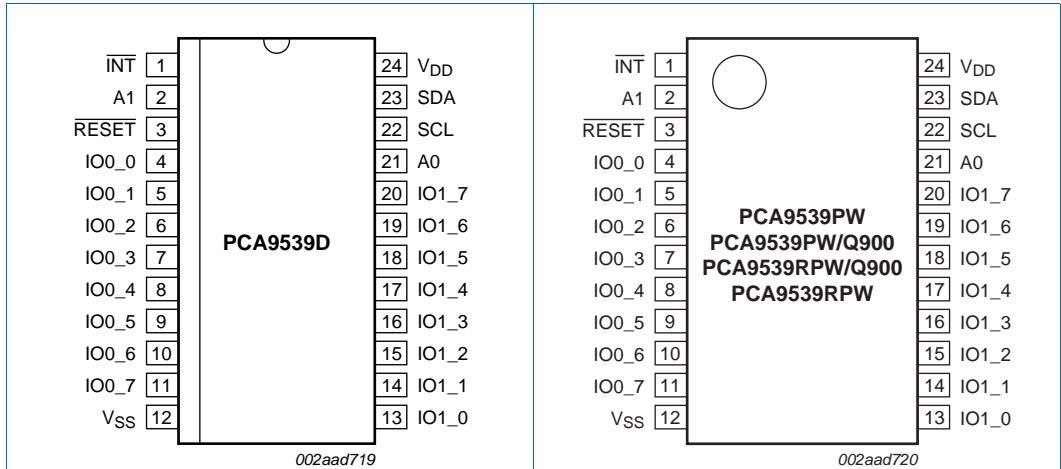 INT 1 24 VDD
A1 2 23 SDA
RESET 3 22 SCL
IO0_0 4 21 A0
IO0_1 5 20 IO1_7
IO0_2 6 19 IO1_6
IO0_3 7 18 IO1_5
IO0_4 8 17 IO1_4
IO0_5 9 16 IO1_3
IO0_6 10 15 IO1_2
IO0_7 11 14 IO1_1
VSS 12 13 IO1_0
PCA9539D
002aad719
INT 1 24 VDD
A1 2 23 SDA
RESET 3 22 SCL
IO0_0 4 21 A0
IO0_1 5 20 IO1_7
IO0_2 6 19 IO1_6
IO0_3 7 18 IO1_5
IO0_4 8 17 IO1_4
IO0_5 9 16 IO1_3
IO0_6 10 15 IO1_2
IO0_7 11 14 IO1_1
VSS 12 13 IO1_0
PCA9539PW
PCA9539PW/Q900
PCA9539RPW/Q900
PCA9539RPW
002aad720